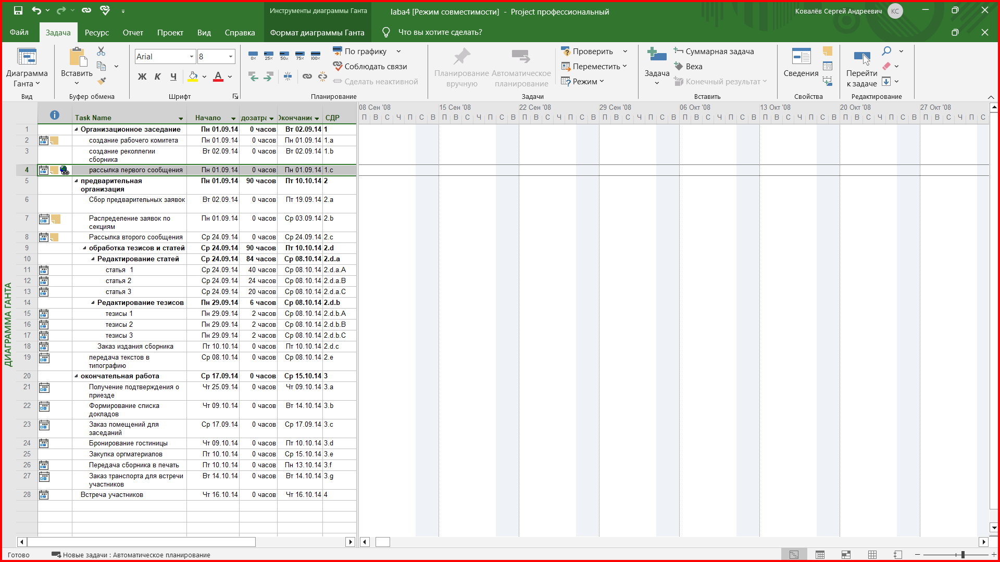 Инструменты диаграммы Ганта
laba4 [Режим совместимости] - Project профессиональный
Ковалёв Сергей Андреевич КС
Файл Задача Ресурс Отчет Проект Вид Справка Формат диаграммы Ганта Что вы хотите сделать?
Диаграмма Ганта
Вид
Вставить
Буфер обмена
Arial 8
Ж К Ч А
Шрифт
0% 25% 50% 75% 100%
По графику
Соблюдать связи
Сделать неактивной
Планирование
Планирование вручную
Автоматическое планирование
Проверить
Переместить
Режим
Задачи
Задача
Суммарная задача
Веха
Конечный результат
Вставить
Сведения
Свойства
Перейти к задаче
Редактирование
Task Name Начало дозатра Окончание СДР
08 Сен '08 15 Сен '08 22 Сен '08 29 Сен '08 06 Окт '08 13 Окт '08 20 Окт '08 27 Окт '08
П В С Ч П С В П В С Ч П С В П В С Ч П С В П В С Ч П С В П В С Ч П С В П В С Ч П С В П В С Ч П С В П В С Ч П С
1 Организационное заседание Пн 01.09.14 0 часов Вт 02.09.14 1
2 создание рабочего комитета Пн 01.09.14 0 часов Пн 01.09.14 1.a
3 создание реколлегии сборника Вт 02.09.14 0 часов Вт 02.09.14 1.b
4 рассылка первого сообщения Пн 01.09.14 0 часов Пн 01.09.14 1.c
5 предварительная организация Пн 01.09.14 90 часов Пт 10.10.14 2
6 Сбор предварительных заявок Вт 02.09.14 0 часов Пт 19.09.14 2.a
7 Распределение заявок по секциям Пн 01.09.14 0 часов Ср 03.09.14 2.b
8 Рассылка второго сообщения Ср 24.09.14 0 часов Ср 24.09.14 2.c
9 обработка тезисов и статей Ср 24.09.14 90 часов Пт 10.10.14 2.d
10 Редактирование статей Ср 24.09.14 84 часов Ср 08.10.14 2.d.a
11 статья 1 Ср 24.09.14 40 часов Ср 08.10.14 2.d.a.A
12 статья 2 Ср 24.09.14 24 часов Ср 08.10.14 2.d.a.B
13 статья 3 Ср 24.09.14 20 часов Ср 08.10.14 2.d.a.C
14 Редактирование тезисов Пн 29.09.14 6 часов Ср 08.10.14 2.d.b
15 тезисы 1 Пн 29.09.14 2 часов Ср 08.10.14 2.d.b.A
16 тезисы 2 Пн 29.09.14 2 часов Ср 08.10.14 2.d.b.B
17 тезисы 3 Пн 29.09.14 2 часов Ср 08.10.14 2.d.b.C
18 Заказ издания сборника Пт 10.10.14 0 часов Пт 10.10.14 2.d.c
19 передача текстов в типографию Ср 08.10.14 0 часов Ср 08.10.14 2.e
20 окончательная работа Ср 17.09.14 0 часов Ср 15.10.14 3
21 Получение подтверждения о приезде Чт 25.09.14 0 часов Чт 09.10.14 3.a
22 Формирование списка докладов Чт 09.10.14 0 часов Вт 14.10.14 3.b
23 Заказ помещений для заседаний Ср 17.09.14 0 часов Ср 17.09.14 3.c
24 Бронирование гостиницы Чт 09.10.14 0 часов Пт 10.10.14 3.d
25 Закупка оргматериалов Пт 10.10.14 0 часов Ср 15.10.14 3.e
26 Передача сборника в печать Пт 10.10.14 0 часов Пн 13.10.14 3.f
27 Заказ транспорта для встречи участников Вт 14.10.14 0 часов Вт 14.10.14 3.g
28 Встреча участников Чт 16.10.14 0 часов Чт 16.10.14 4
ДИАГРАММА ГАНТА
Готово Новые задачи : Автоматическое планирование